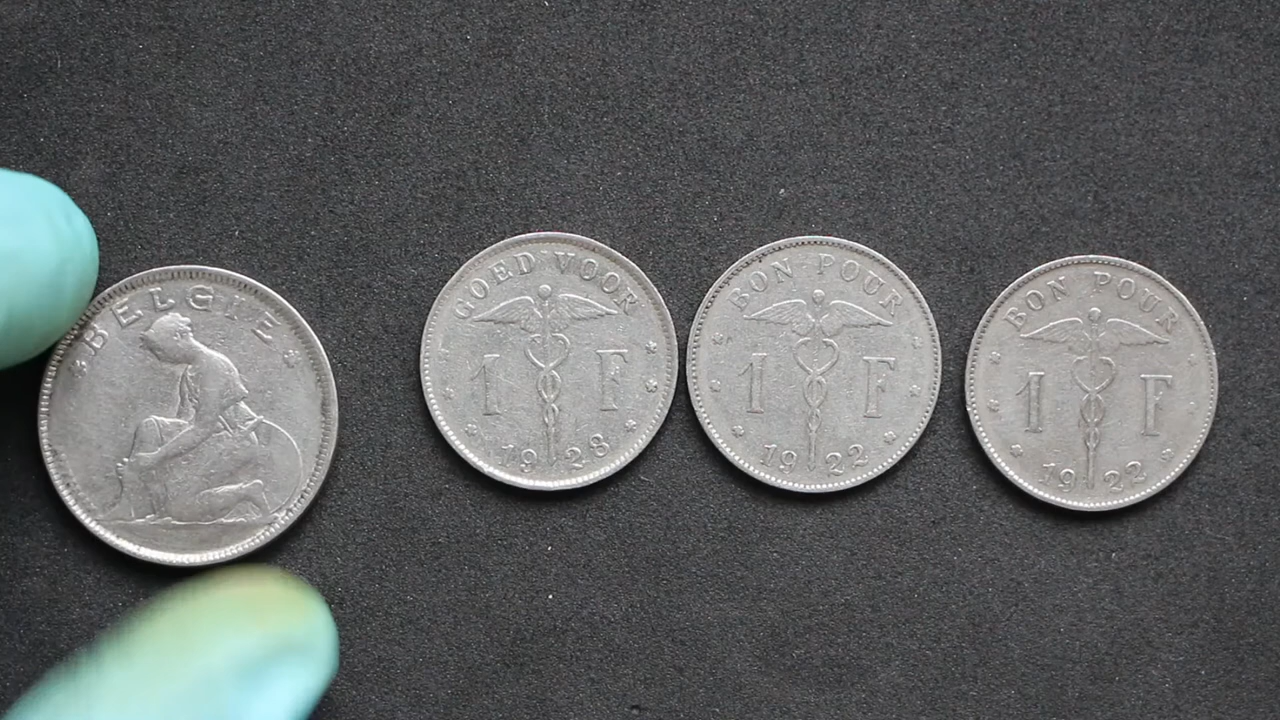 BELGIE
GOED VOOR
1 F
1928
BON POUR
1 F
1922
BON POUR
1 F
1922